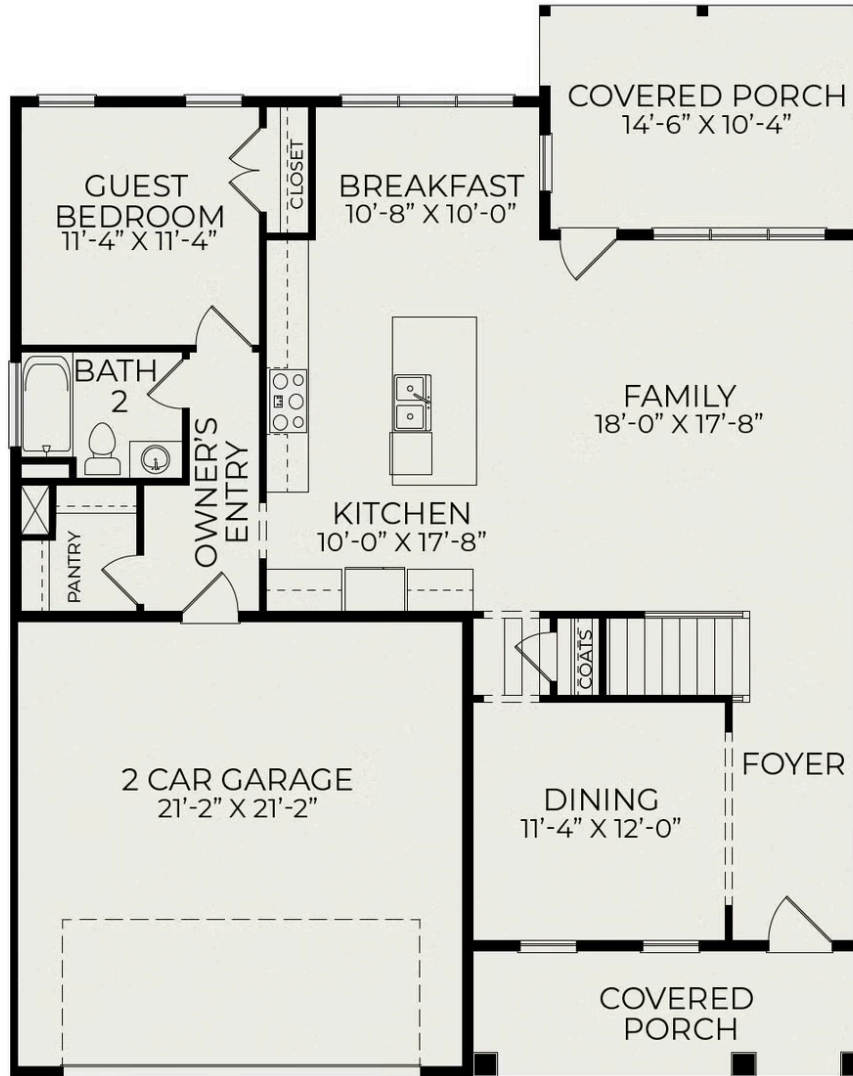 COVERED PORCH
14’-6” X 10’-4”
GUEST
BEDROOM
11’-4” X 11’-4”
CLOSET
BREAKFAST
10’-8” X 10’-0”
BATH
2
OWNER’S
ENTRY
FAMILY
18’-0” X 17’-8”
KITCHEN
10’-0” X 17’-8”
PANTRY
COATS
2 CAR GARAGE
21’-2” X 21’-2”
DINING
11’-4” X 12’-0”
FOYER
COVERED
PORCH